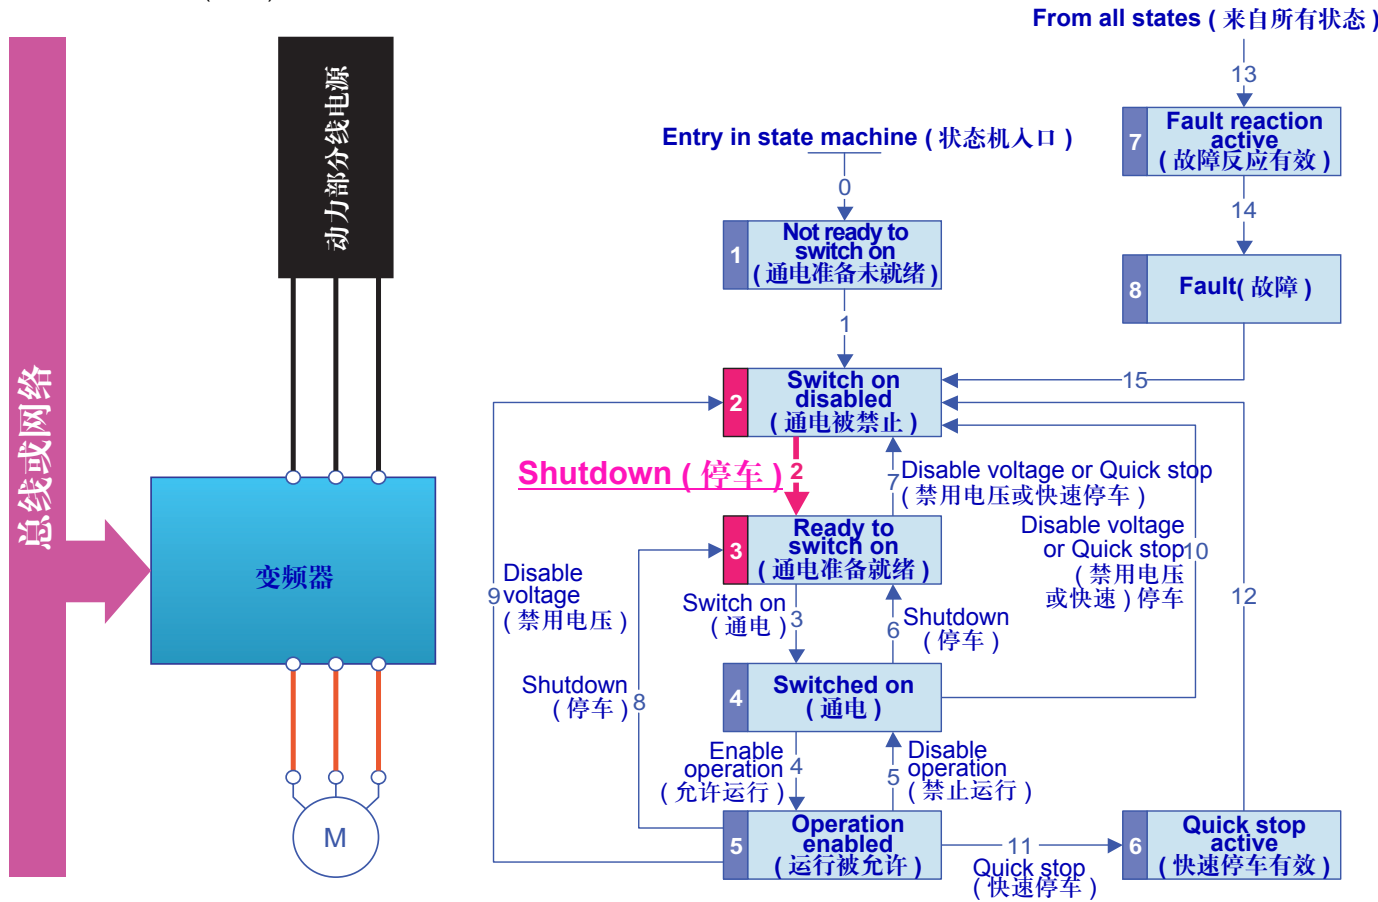 From all states ( 来自所有状态 )
13
7
Fault reaction
active
( 故障反应有效 )
14
8
Fault( 故障 )
15
Entry in state machine ( 状态机入口 )
0
1
Not ready to
switch on
( 通电准备未就绪 )
1
2
Switch on
disabled
( 通电被禁止 )
Shutdown ( 停车 )
2
7
Disable voltage or Quick stop
( 禁用电压或快速停车 )
3
Ready to
switch on
( 通电准备就绪 )
Disable voltage
or Quick stop
( 禁用电压
或快速 ) 停车
10
12
9
Disable
voltage
( 禁用电压 )
Switch on
( 通电 )
3
6
Shutdown
( 停车 )
Shutdown
( 停车 )
8
4
Switched on
( 通电 )
Enable
operation
( 允许运行 )
4
5
Disable
operation
( 禁止运行 )
5
Operation
enabled
( 运行被允许 )
11
Quick stop
( 快速停车 )
6
Quick stop
active
( 快速停车有效 )
动力部分线电源
总线或网络
变频器
M